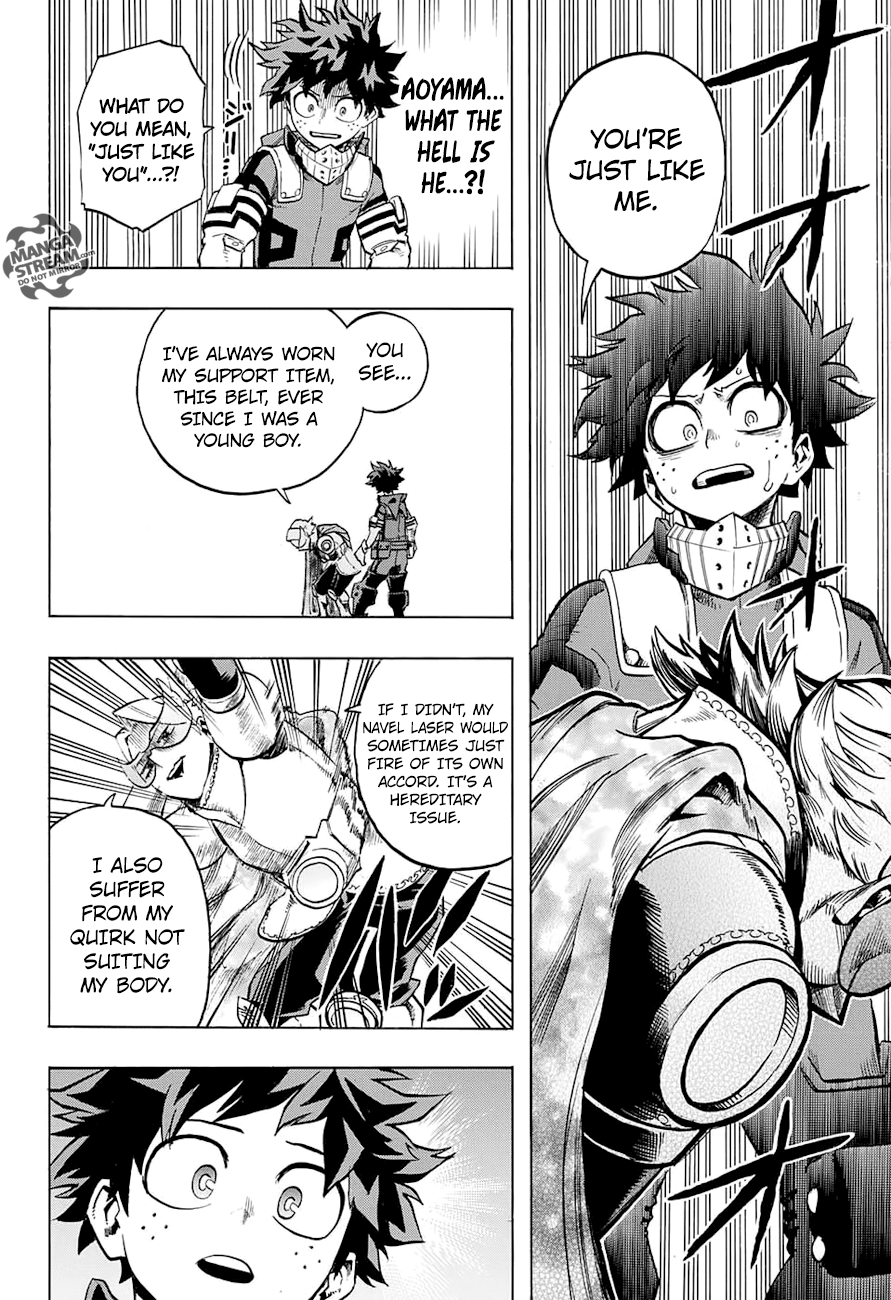 YOU'RE
JUST LIKE
ME.
AOYAMA...
WHAT THE
HELL IS
HE...?!
WHAT DO
YOU MEAN,
"JUST LIKE
YOU"...?!
MANGA
STREAM.com
DO NOT MIRROR
YOU
SEE...
I'VE ALWAYS WORN
MY SUPPORT ITEM,
THIS BELT, EVER
SINCE I WAS A
YOUNG BOY.
IF I DIDN'T, MY
NAVEL LASER WOULD
SOMETIMES JUST
FIRE OF ITS OWN
ACCORD. IT'S A
HEREDITARY
ISSUE.
I ALSO
SUFFER
FROM MY
QUIRK NOT
SUITING
MY BODY.